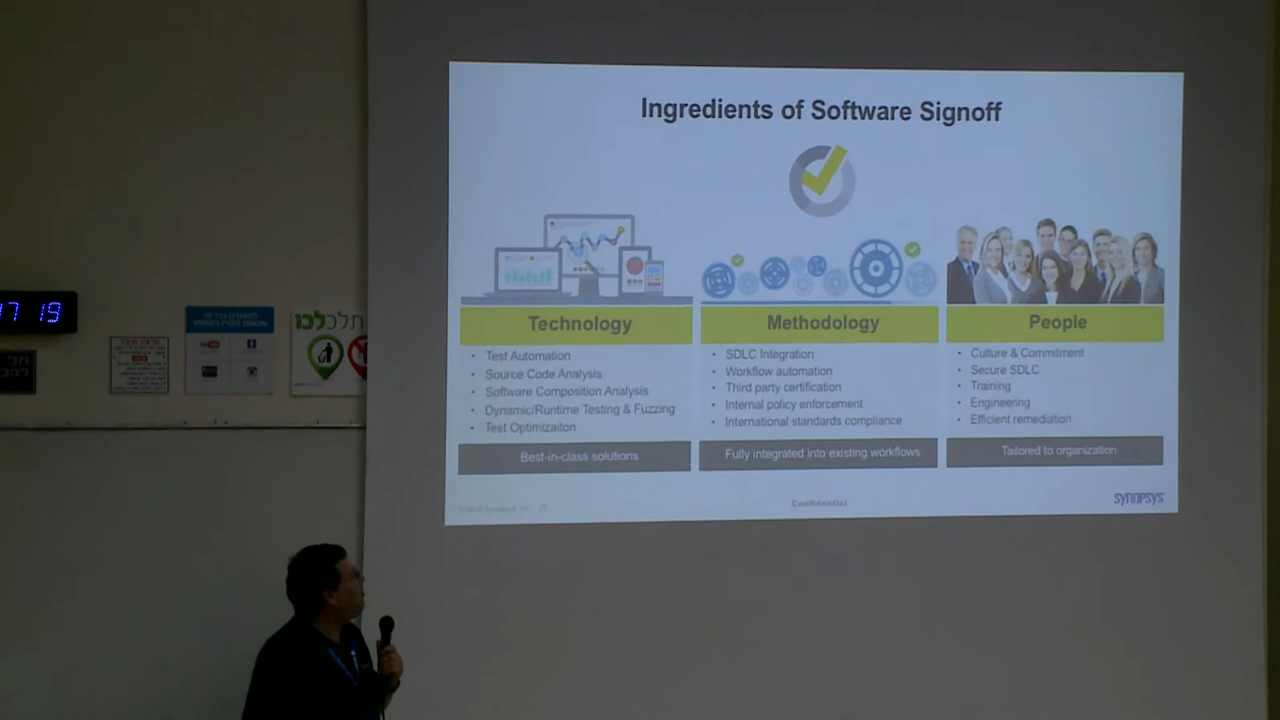 Ingredients of Software Signoff
Technology
• Test Automation
• Source Code Analysis
• Software Composition Analysis
• Dynamic/Runtime Testing & Fuzzing
• Test Optimizaiton
Best-in-class solutions
Methodology
• SDLC Integration
• Workflow automation
• Third party certification
• Internal policy enforcement
• International standards compliance
Fully integrated into existing workflows
People
• Culture & Commitment
• Secure SDLC
• Training
• Engineering
• Efficient remediation
Tailored to organization
Confidential
SYNOPSYS
17 19
תלכלכו
You